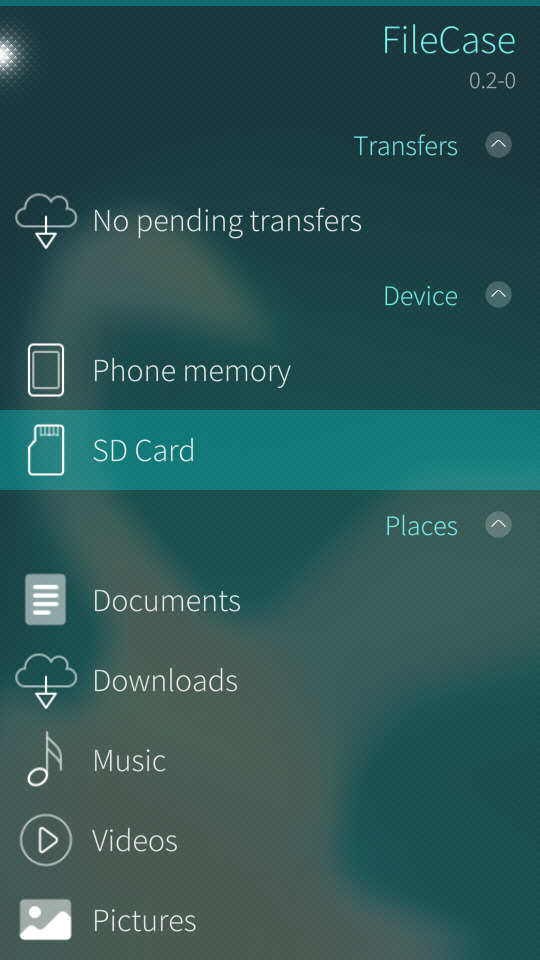 FileCase
0.2-0
Transfers
No pending transfers
Device
Phone memory
SD Card
Places
Documents
Downloads
Music
Videos
Pictures